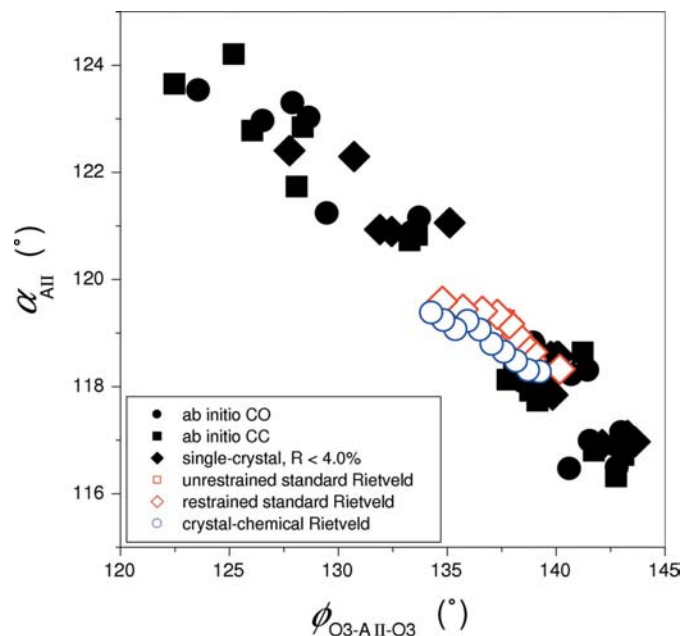 124
122
120
118
116
α AII (°)
ab initio CO
ab initio CC
single-crystal, R < 4.0%
unrestrained standard Rietveld
restrained standard Rietveld
crystal-chemical Rietveld
120 125 130 135 140 145
ϕ O3-AII-O3 (°)